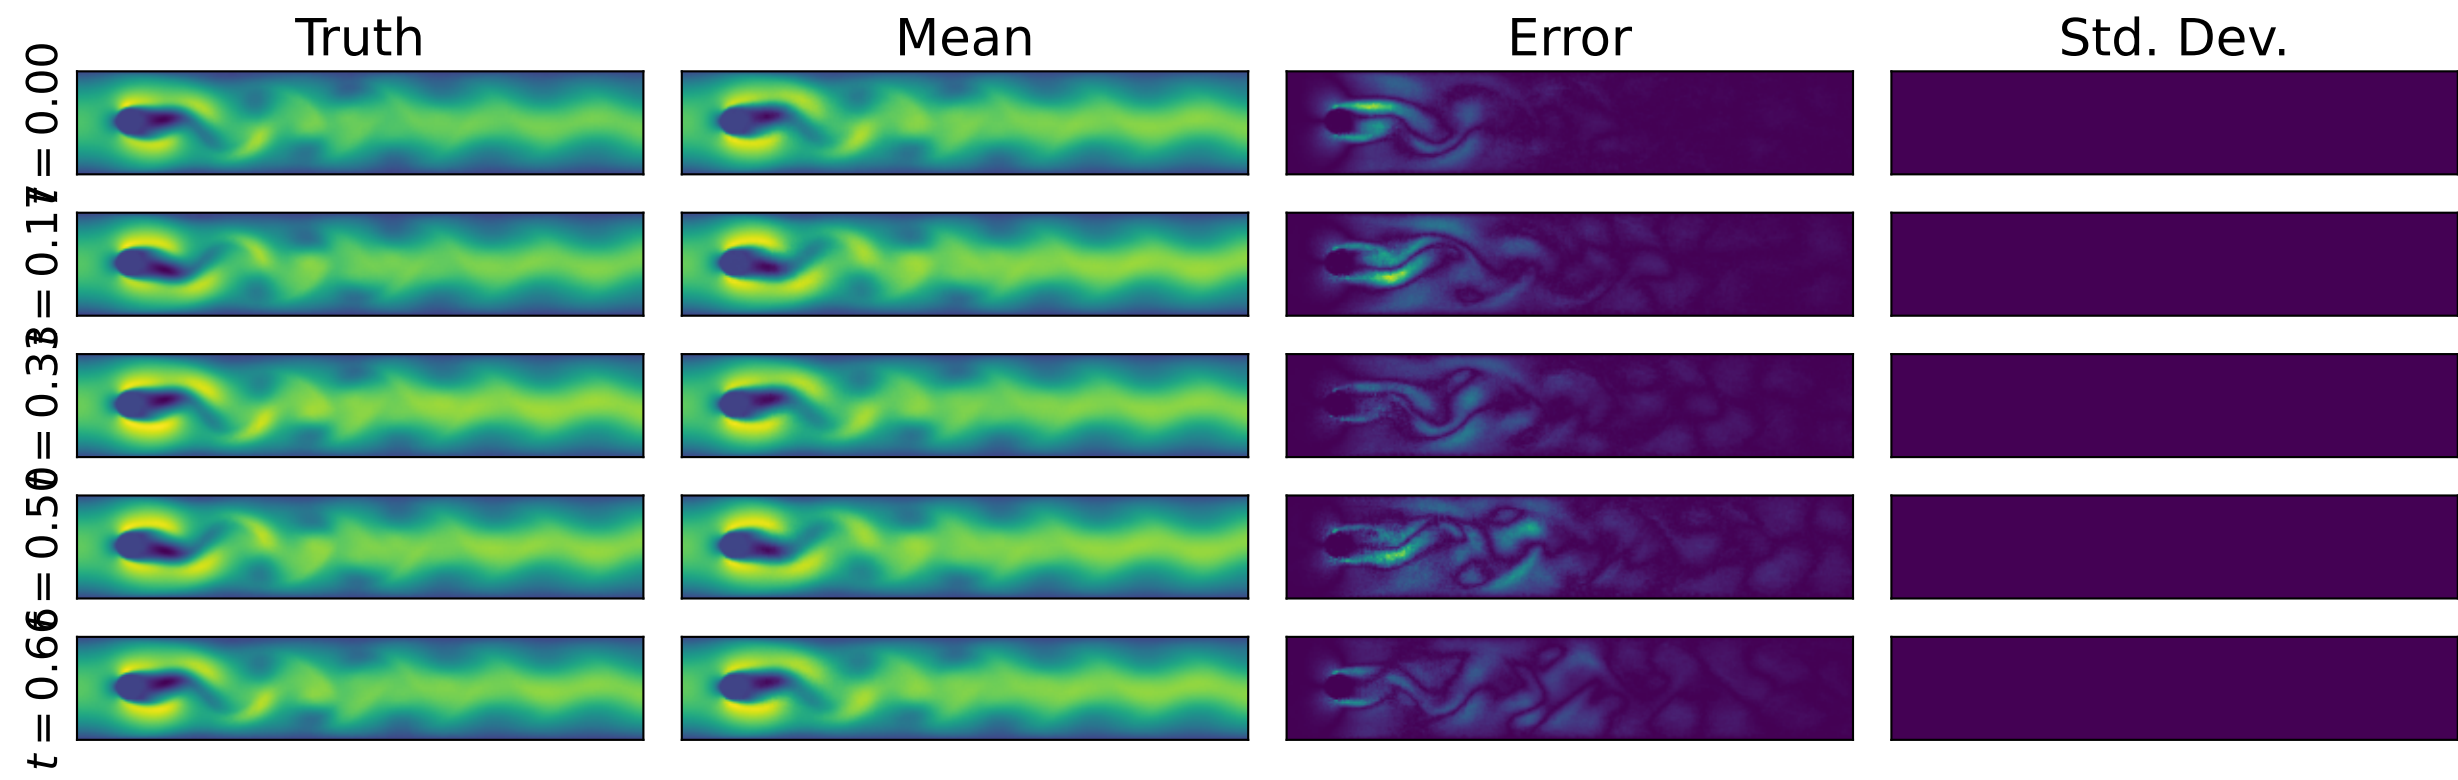 Truth
Mean
Error
Std. Dev.
t = 0.00
t = 0.17
t = 0.33
t = 0.50
t = 0.66